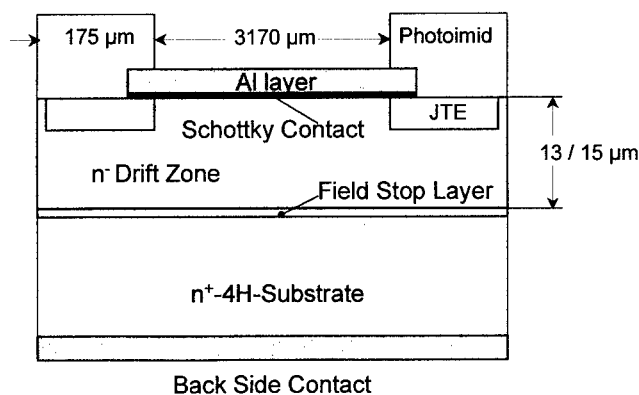 175 µm
3170 µm
Photoimid
Al layer
Schottky Contact
JTE
13 / 15 µm
n- Drift Zone
Field Stop Layer
n+-4H-Substrate
Back Side Contact